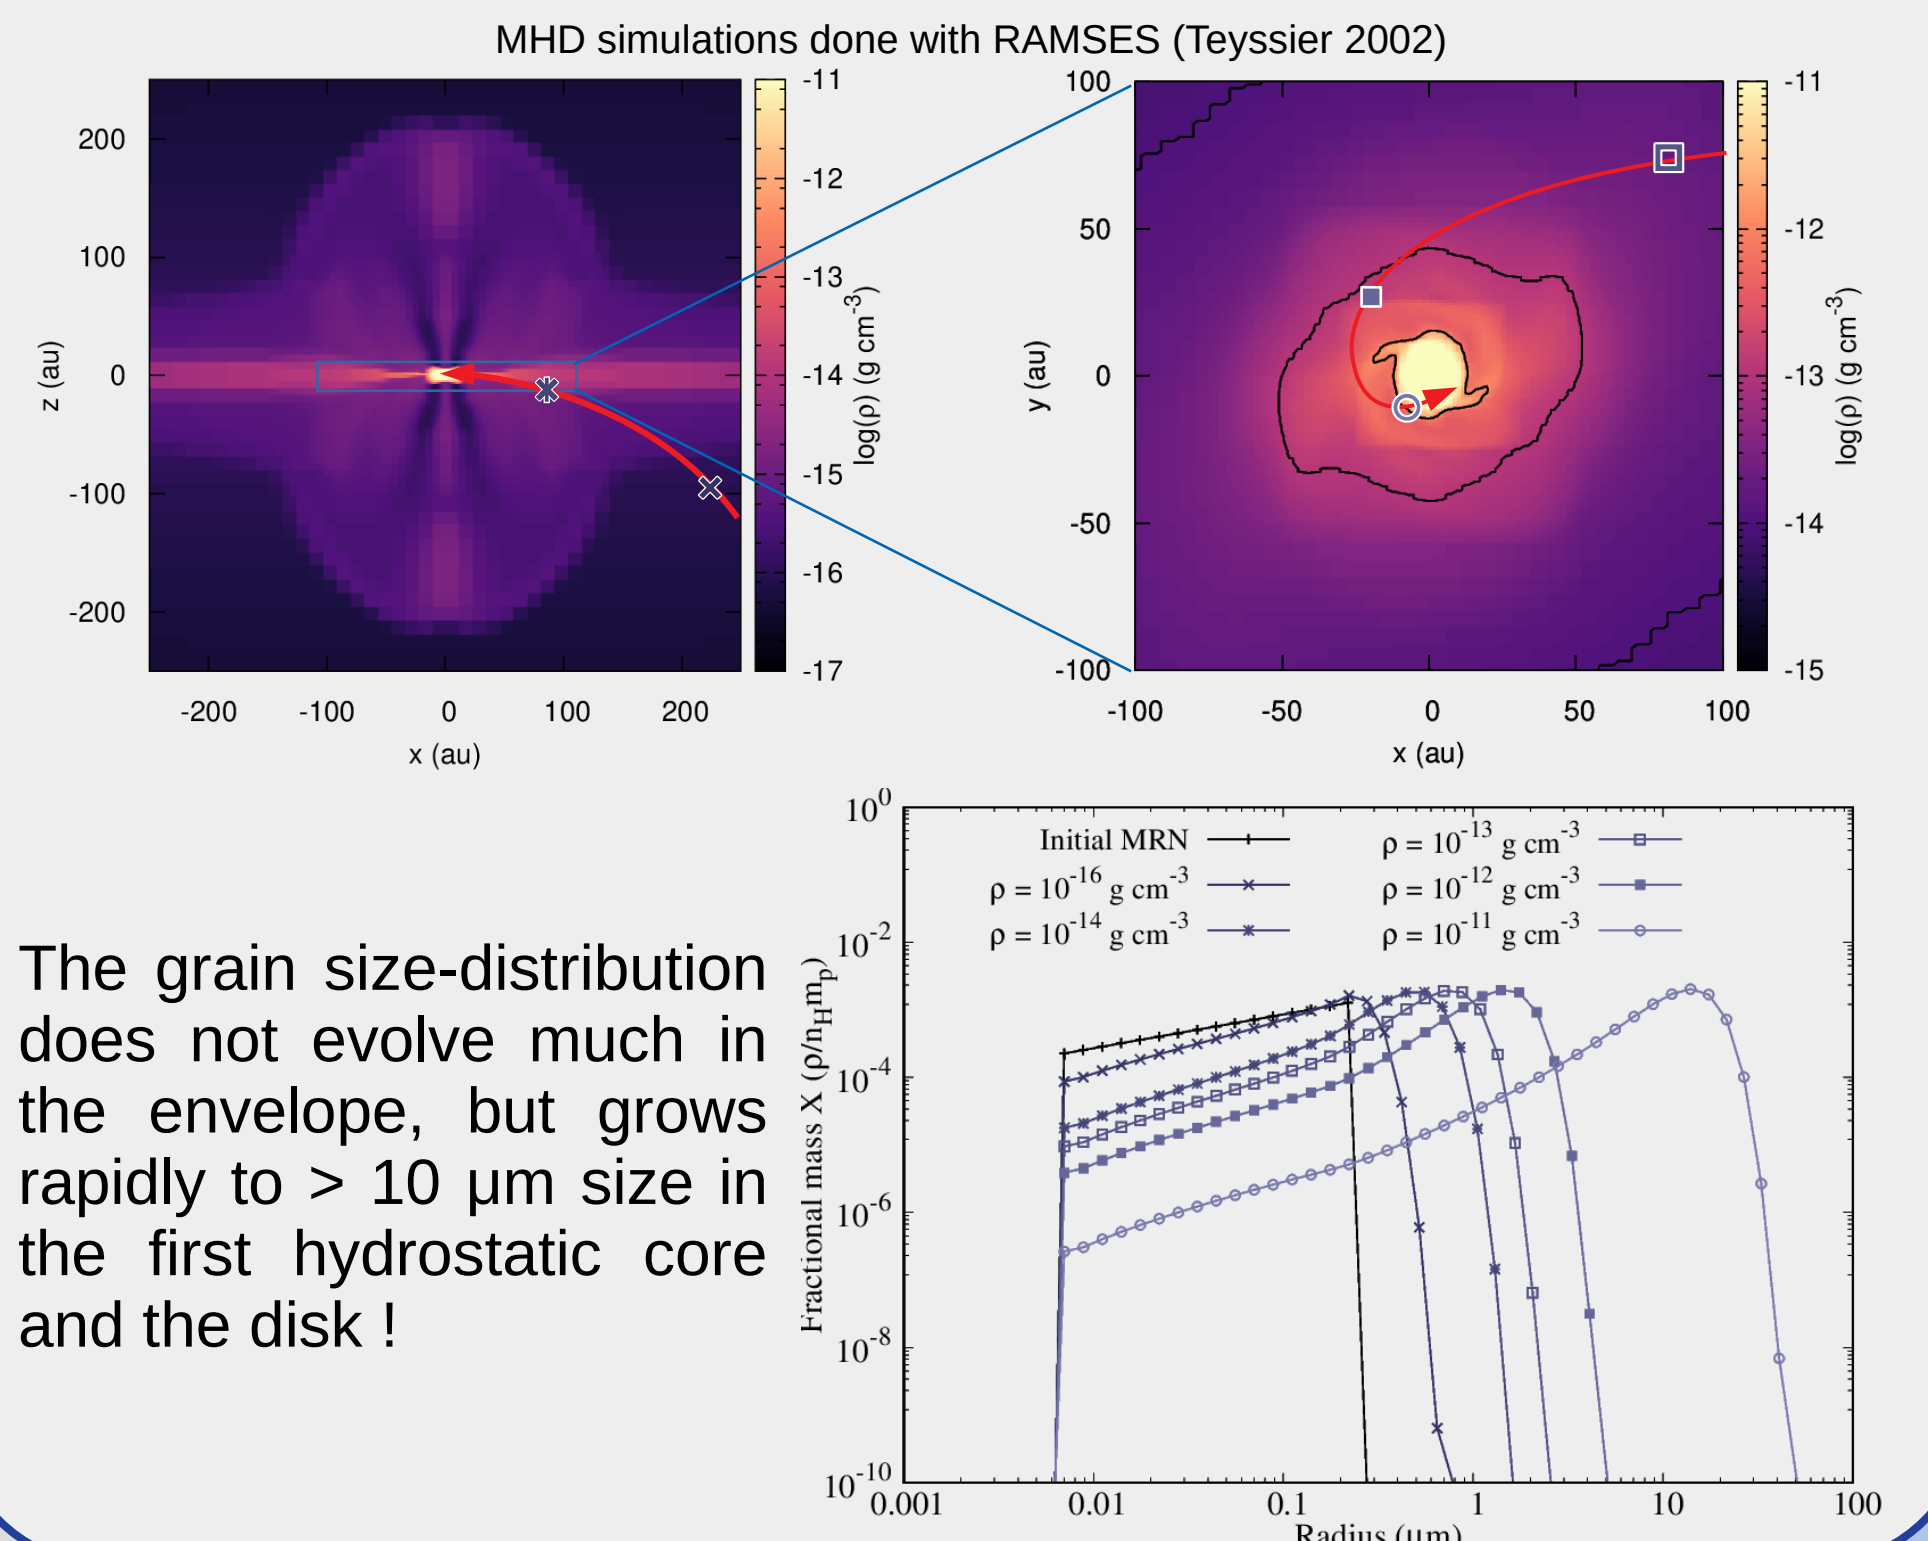 MHD simulations done with RAMSES (Teyssier 2002)
200
100
0
-100
-200
z (au)
-200 -100 0 100 200
x (au)
-11
-12
-13
-14
-15
-16
-17
log(ρ) (g cm⁻³)
100
50
0
-50
-100
y (au)
-100 -50 0 50 100
x (au)
-11
-12
-13
-14
-15
log(ρ) (g cm⁻³)
The grain size-distribution
does not evolve much in
the envelope, but grows
rapidly to > 10 μm size in
the first hydrostatic core
and the disk !
Fractional mass X (ρ/n_H m_p)
10⁰
10⁻²
10⁻⁴
10⁻⁶
10⁻⁸
10⁻¹⁰
Initial MRN
ρ = 10⁻¹⁶ g cm⁻³
ρ = 10⁻¹⁴ g cm⁻³
ρ = 10⁻¹³ g cm⁻³
ρ = 10⁻¹² g cm⁻³
ρ = 10⁻¹¹ g cm⁻³
0.001 0.01 0.1 1 10 100
Radius (μm)